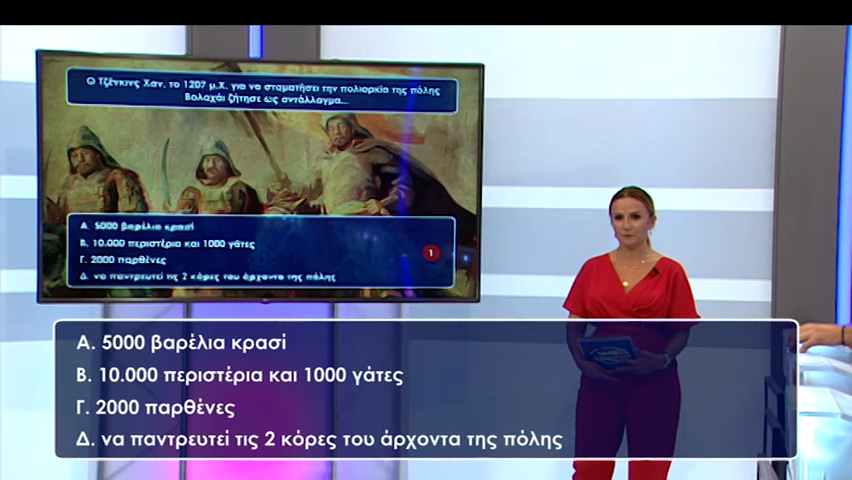 Ο Τζένκινς Χαν, το 1207 μ.Χ. για να σταματήσει την πολιορκία της πόλης
Βολαχάι ζήτησε ως αντάλλαγμα...
Α. 5000 βαρέλια κρασί
Β. 10.000 περιστέρια και 1000 γάτες
Γ. 2000 παρθένες
Δ. να παντρευτεί τις 2 κόρες του άρχοντα της πόλης
1
Α. 5000 βαρέλια κρασί
Β. 10.000 περιστέρια και 1000 γάτες
Γ. 2000 παρθένες
Δ. να παντρευτεί τις 2 κόρες του άρχοντα της πόλης